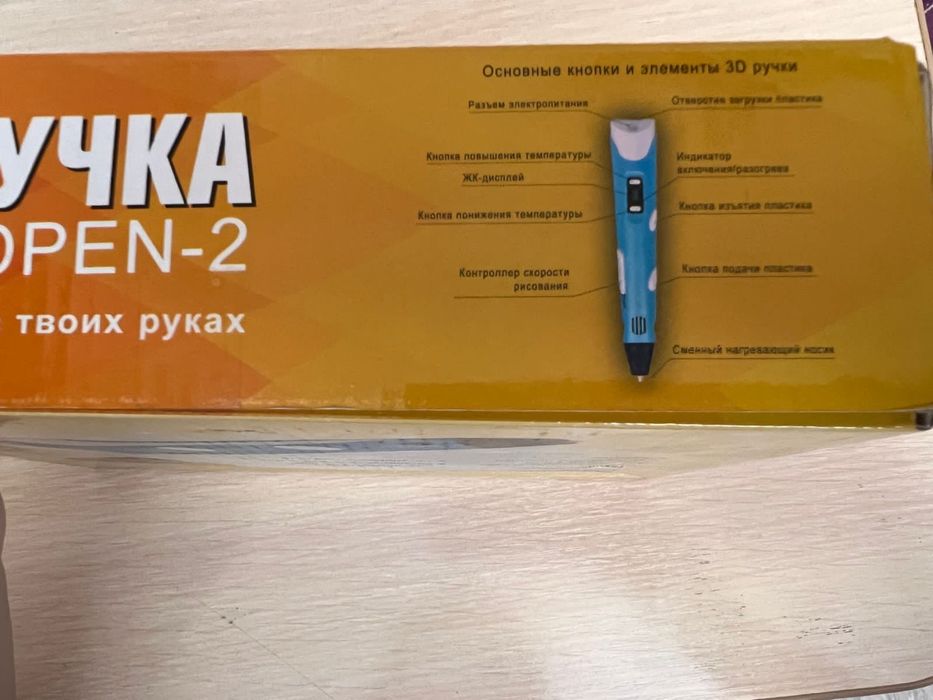 УЧКА
OPEN-2
твоих руках
Основные кнопки и элементы 3D ручки
Разъем электропитания
Отверстие загрузки пластика
Кнопка повышения температуры
Индикатор
включения/разогрева
ЖК-дисплей
Кнопка понижения температуры
Кнопка изъятия пластика
Контроллер скорости
рисования
Кнопка подачи пластика
Сменный нагревающий носик